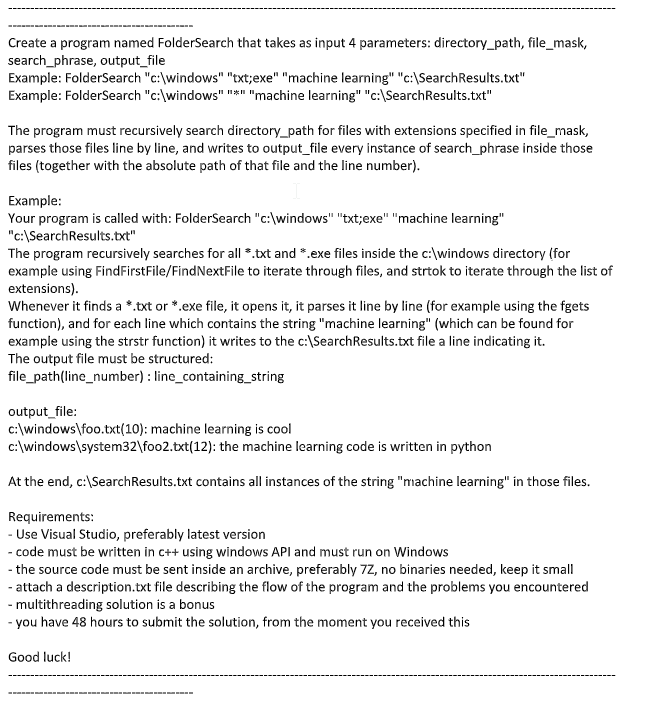 --------------------------------------------------------------------------------------------------------------------------------------------
------------------------------------------
Create a program named FolderSearch that takes as input 4 parameters: directory_path, file_mask,
search_phrase, output_file
Example: FolderSearch "c:\windows" "txt;exe" "machine learning" "c:\SearchResults.txt"
Example: FolderSearch "c:\windows" "*" "machine learning" "c:\SearchResults.txt"

The program must recursively search directory_path for files with extensions specified in file_mask,
parses those files line by line, and writes to output_file every instance of search_phrase inside those
files (together with the absolute path of that file and the line number).

Example:
Your program is called with: FolderSearch "c:\windows" "txt;exe" "machine learning"
"c:\SearchResults.txt"
The program recursively searches for all *.txt and *.exe files inside the c:\windows directory (for
example using FindFirstFile/FindNextFile to iterate through files, and strtok to iterate through the list of
extensions).
Whenever it finds a *.txt or *.exe file, it opens it, it parses it line by line (for example using the fgets
function), and for each line which contains the string "machine learning" (which can be found for
example using the strstr function) it writes to the c:\SearchResults.txt file a line indicating it.
The output file must be structured:
file_path(line_number) : line_containing_string

output_file:
c:\windows\foo.txt(10): machine learning is cool
c:\windows\system32\foo2.txt(12): the machine learning code is written in python

At the end, c:\SearchResults.txt contains all instances of the string "machine learning" in those files.

Requirements:
- Use Visual Studio, preferably latest version
- code must be written in c++ using windows API and must run on Windows
- the source code must be sent inside an archive, preferably 7Z, no binaries needed, keep it small
- attach a description.txt file describing the flow of the program and the problems you encountered
- multithreading solution is a bonus
- you have 48 hours to submit the solution, from the moment you received this

Good luck!
--------------------------------------------------------------------------------------------------------------------------------------------
------------------------------------------